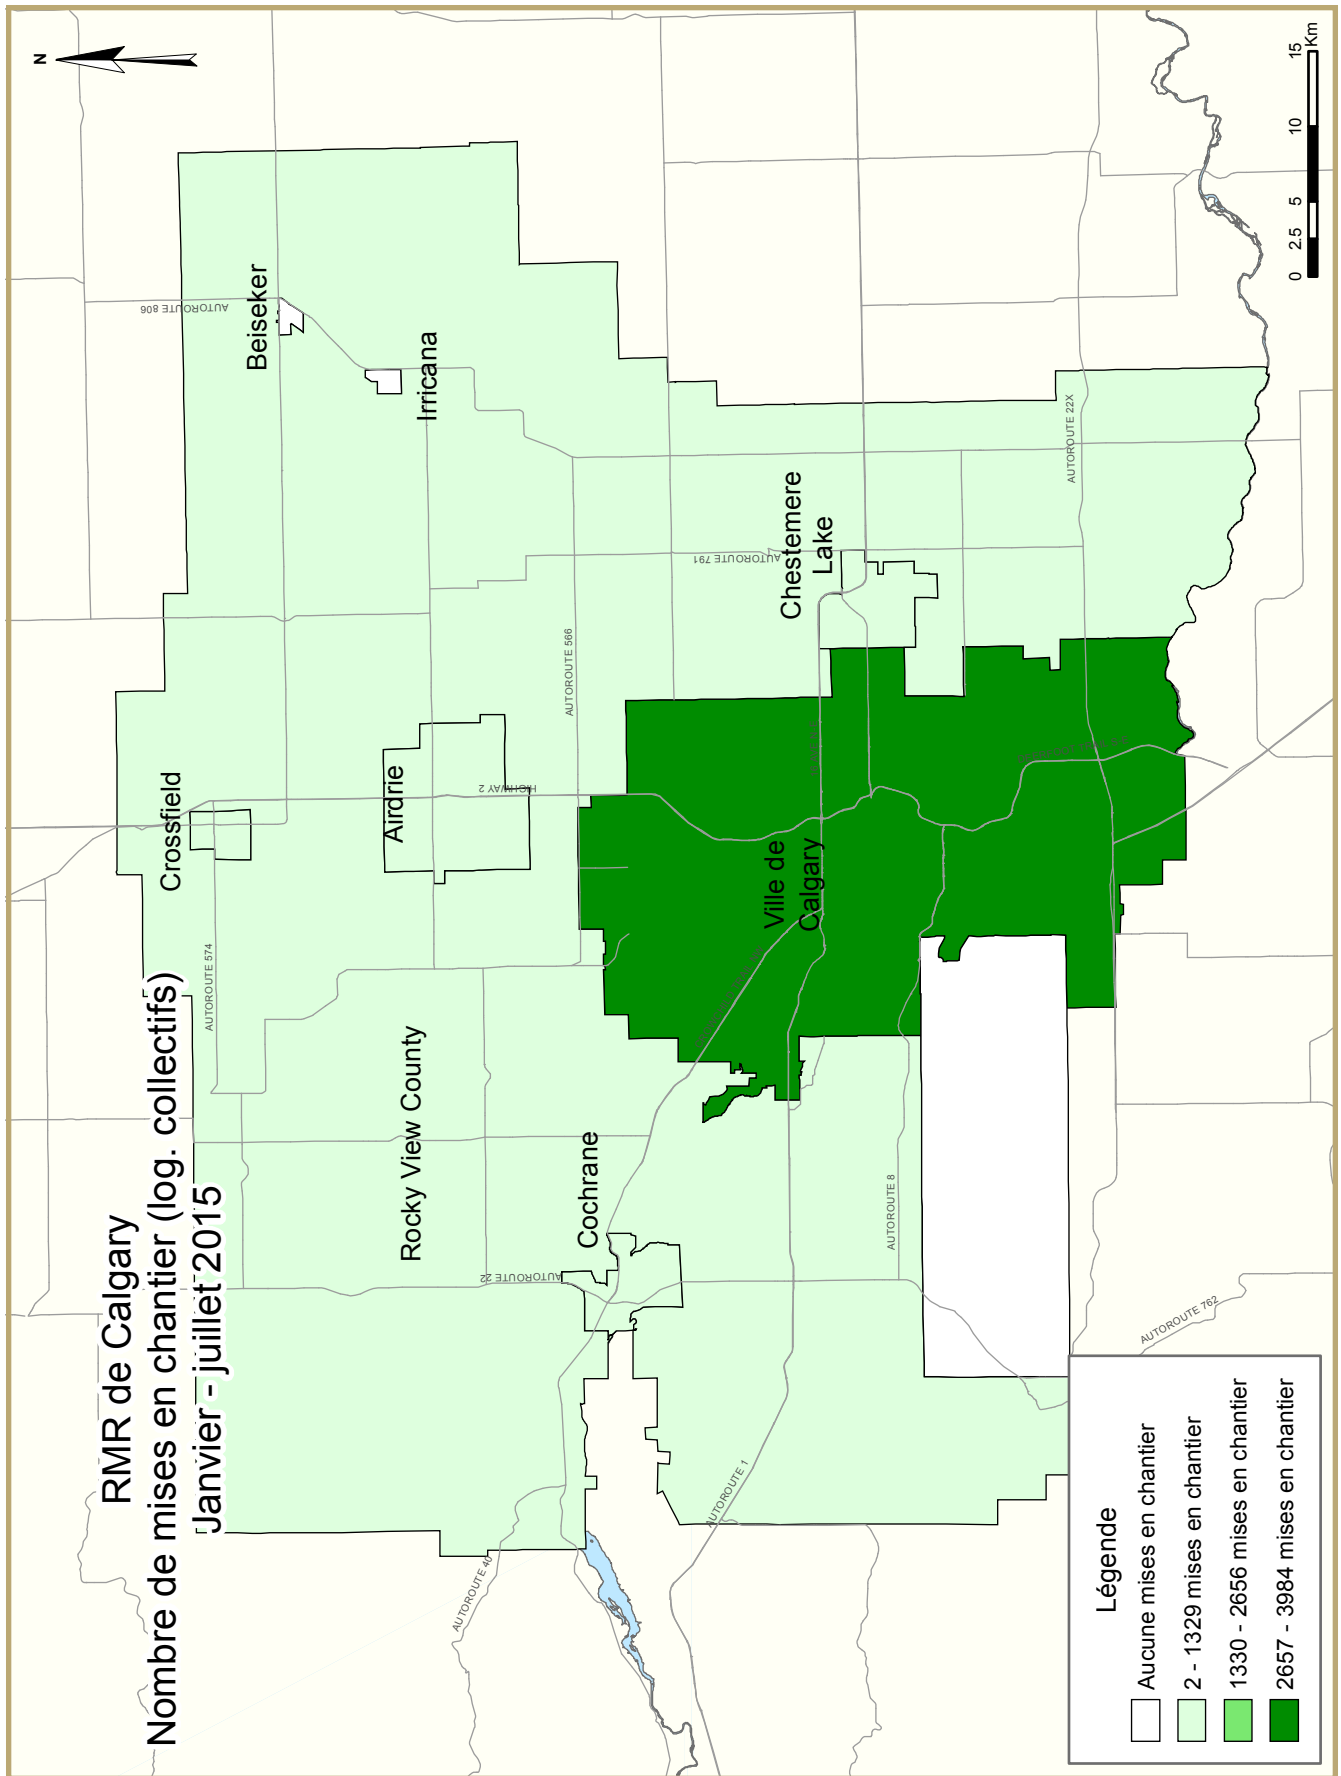 RMR de Calgary
Nombre de mises en chantier (log. collectifs)
Janvier - juillet 2015
N
AUTOROUTE 806
Beiseker
Irricana
Crossfield
AUTOROUTE 574
Airdrie
HIGHWAY 2
AUTOROUTE 566
Rocky View County
Cochrane
AUTOROUTE 22
AUTOROUTE 40
AUTOROUTE 791
Chestemere
Lake
Ville de
Calgary
AUTOROUTE 1
AUTOROUTE 8
AUTOROUTE 22X
AUTOROUTE 762
Légende
Aucune mises en chantier
2 - 1329 mises en chantier
1330 - 2656 mises en chantier
2657 - 3984 mises en chantier
0 2.5 5 10 15
Km